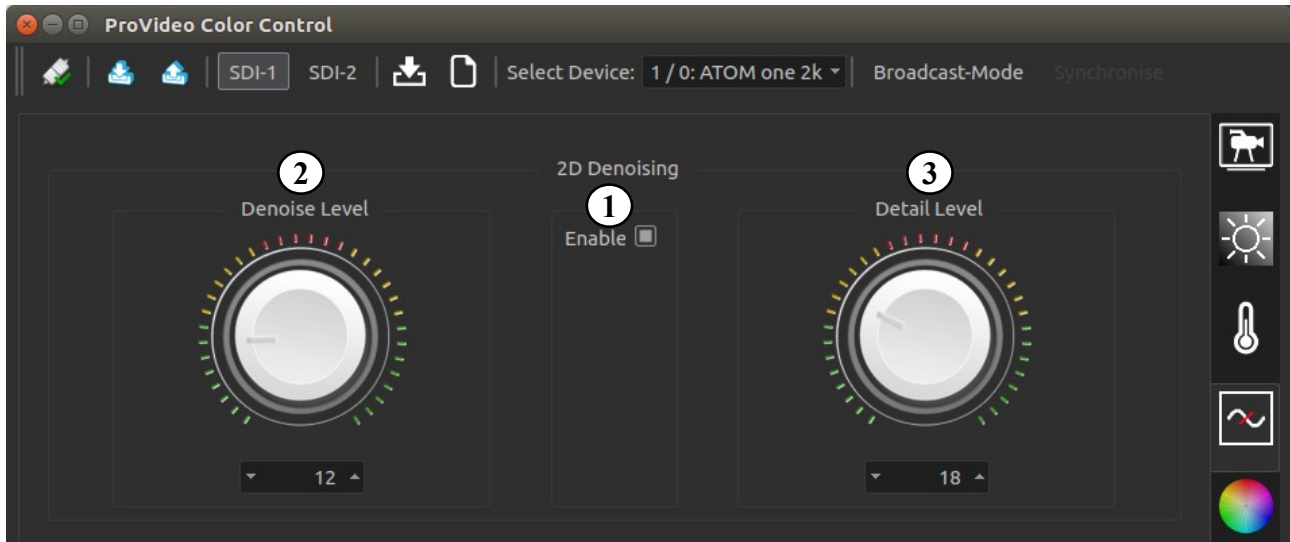 ProVideo Color Control
SDI-1 SDI-2 Select Device: 1 / 0: ATOM one 2k Broadcast-Mode Synchronise
2D Denoising
2 1 3
Denoise Level Enable Detail Level
12 18